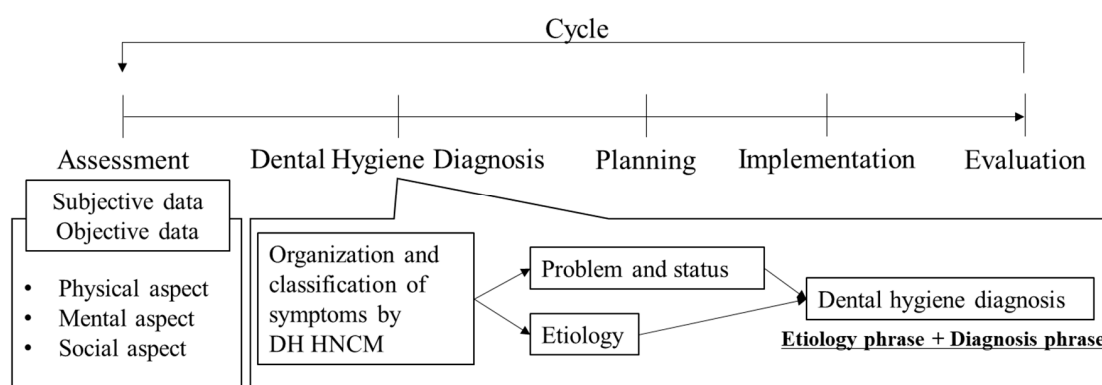 Cycle
Assessment
Dental Hygiene Diagnosis
Planning
Implementation
Evaluation
Subjective data
Objective data
• Physical aspect
• Mental aspect
• Social aspect
Organization and
classification of
symptoms by
DH HNCM
Problem and status
Etiology
Dental hygiene diagnosis
Etiology phrase + Diagnosis phrase